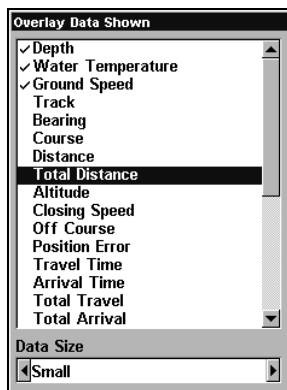 Overlay Data Shown
✓Depth
✓Water Temperature
✓Ground Speed
Track
Bearing
Course
Distance
Total Distance
Altitude
Closing Speed
Off Course
Position Error
Travel Time
Arrival Time
Total Travel
Total Arrival
Data Size
Small